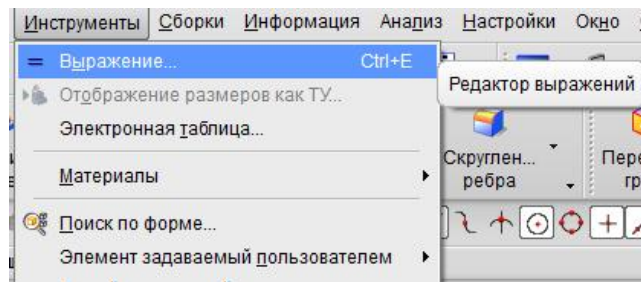 Инструменты Сборки Информация Анализ Настройки Окно
Выражение... Ctrl+E
Редактор выражений
Отображение размеров как ТУ...
Электронная таблица...
Скруглен... ребра
Материалы
Поиск по форме...
Элемент задаваемый пользователем